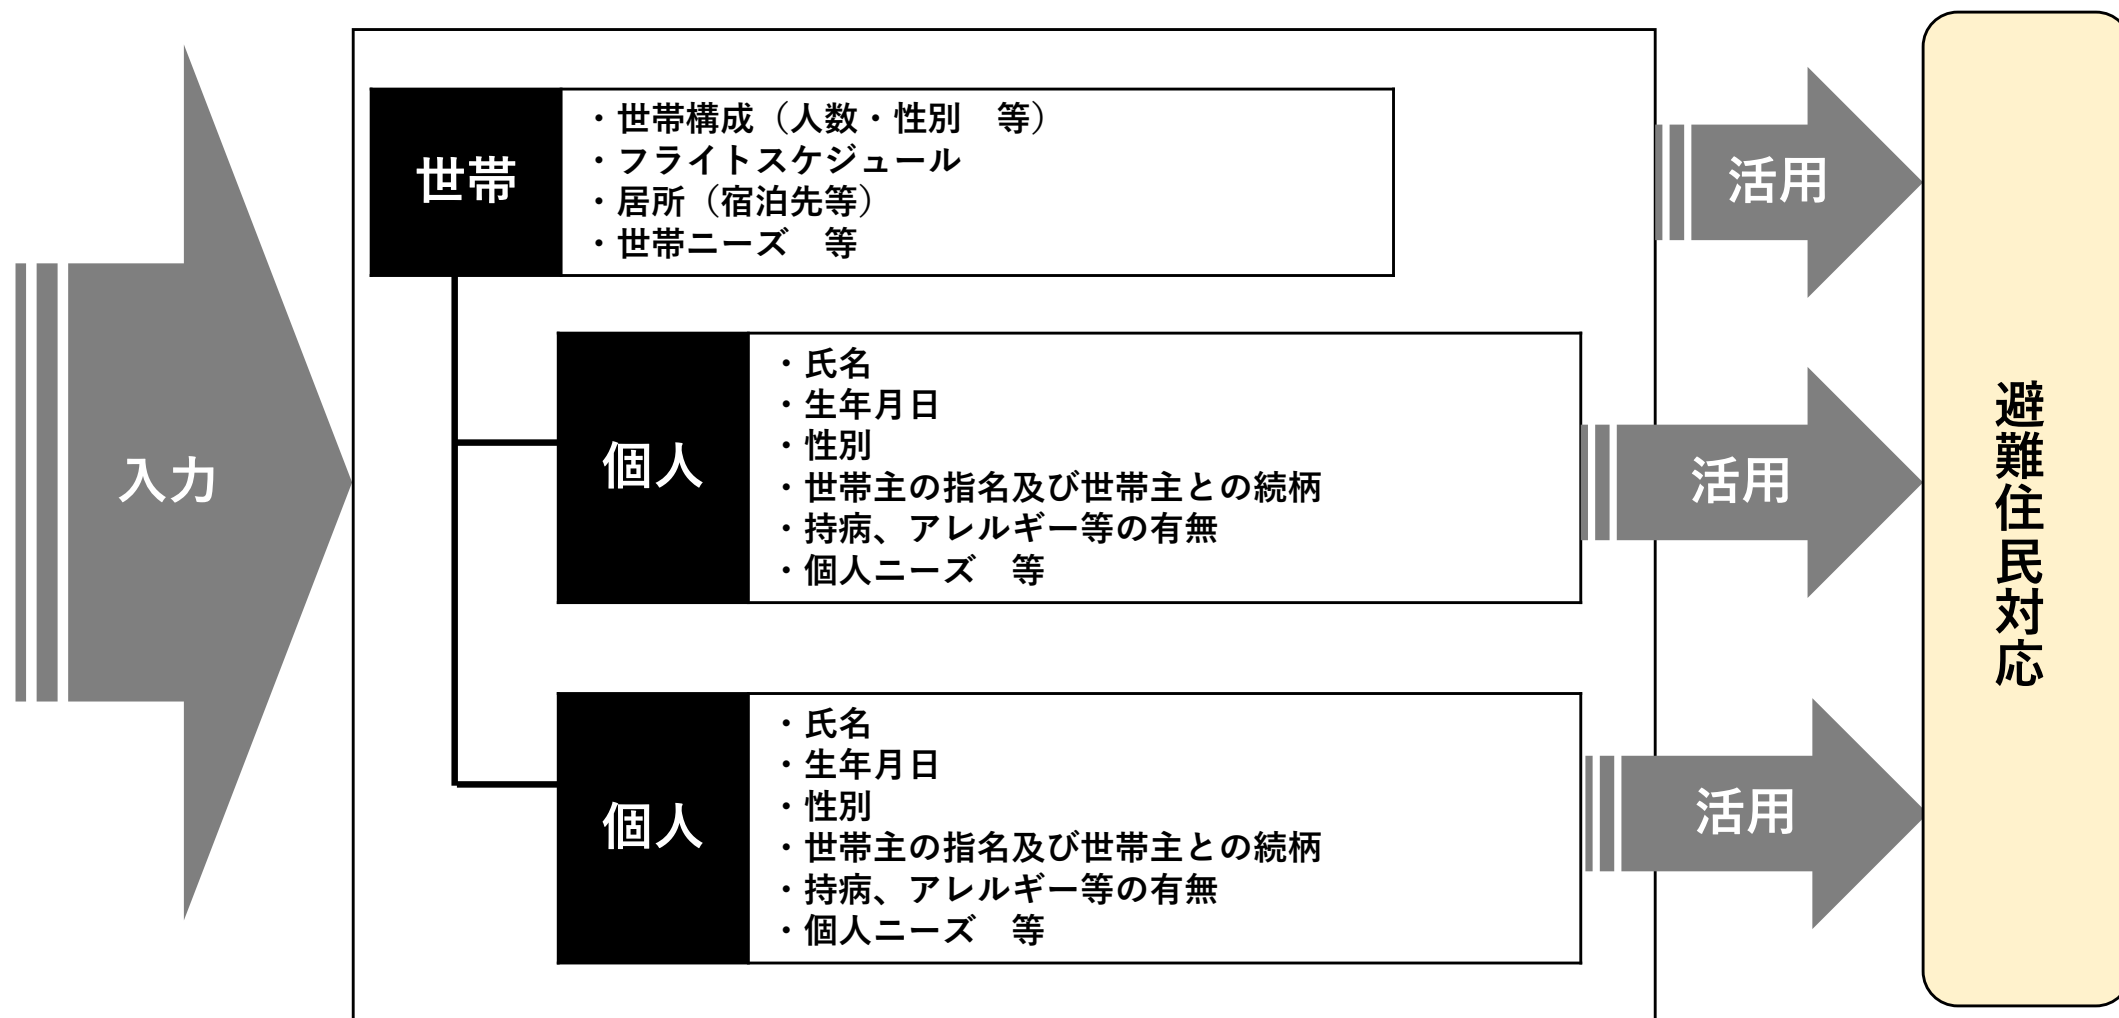 入力
世帯
・世帯構成（人数・性別　等）
・フライトスケジュール
・居所（宿泊先等）
・世帯ニーズ　等
活用
個人
・氏名
・生年月日
・性別
・世帯主の指名及び世帯主との続柄
・持病、アレルギー等の有無
・個人ニーズ　等
活用
個人
・氏名
・生年月日
・性別
・世帯主の指名及び世帯主との続柄
・持病、アレルギー等の有無
・個人ニーズ　等
活用
避難住民対応